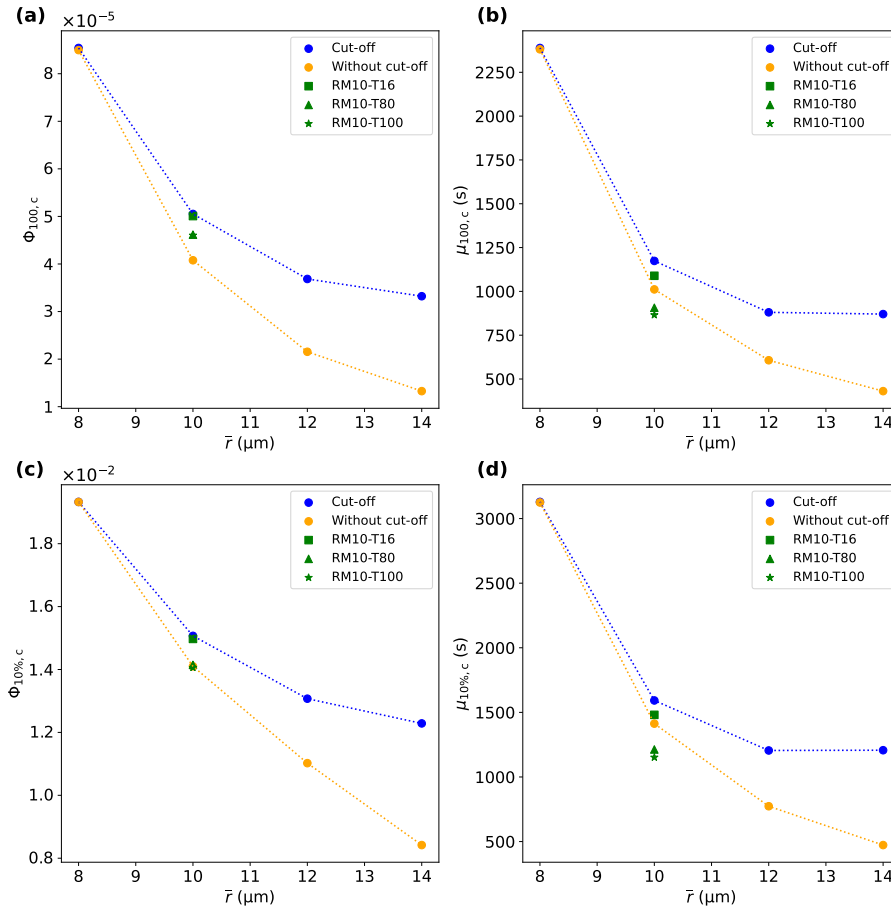 (a)
×10−5
Cut-off
Without cut-off
RM10-T16
RM10-T80
RM10-T100
Φ100, c
8
7
6
5
4
3
2
1
8 9 10 11 12 13 14
r̄ (µm)
(b)
Cut-off
Without cut-off
RM10-T16
RM10-T80
RM10-T100
μ100, c (s)
2250
2000
1750
1500
1250
1000
750
500
8 9 10 11 12 13 14
r̄ (µm)
(c)
×10−2
Cut-off
Without cut-off
RM10-T16
RM10-T80
RM10-T100
Φ10%, c
1.8
1.6
1.4
1.2
1.0
0.8
8 9 10 11 12 13 14
r̄ (µm)
(d)
Cut-off
Without cut-off
RM10-T16
RM10-T80
RM10-T100
μ10%, c (s)
3000
2500
2000
1500
1000
500
8 9 10 11 12 13 14
r̄ (µm)